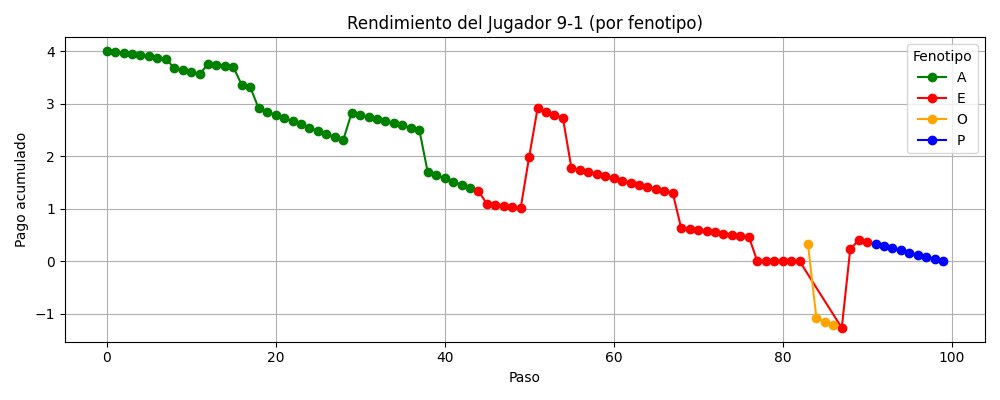 Rendimiento del Jugador 9-1 (por fenotipo)
Pago acumulado
4
3
2
1
0
−1
0 20 40 60 80 100
Paso
Fenotipo
A
E
O
P